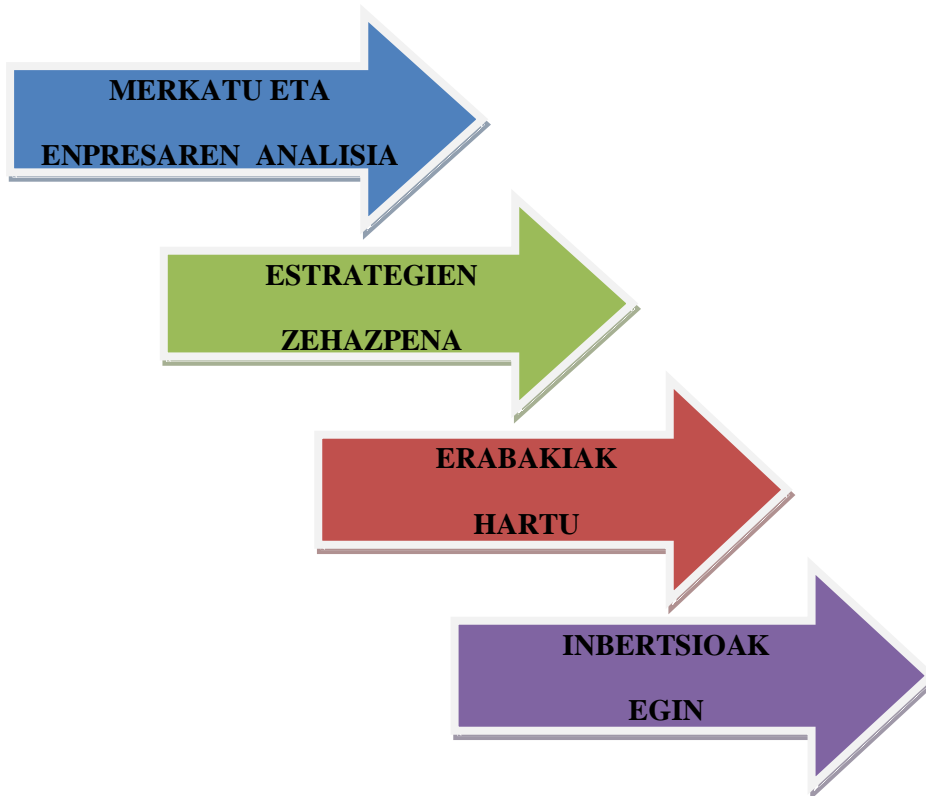 MERKATU ETA
ENPRESAREN ANALISIA
ESTRATEGIEN
ZEHAZPENA
ERABAKIAK
HARTU
INBERTSIOAK
EGIN